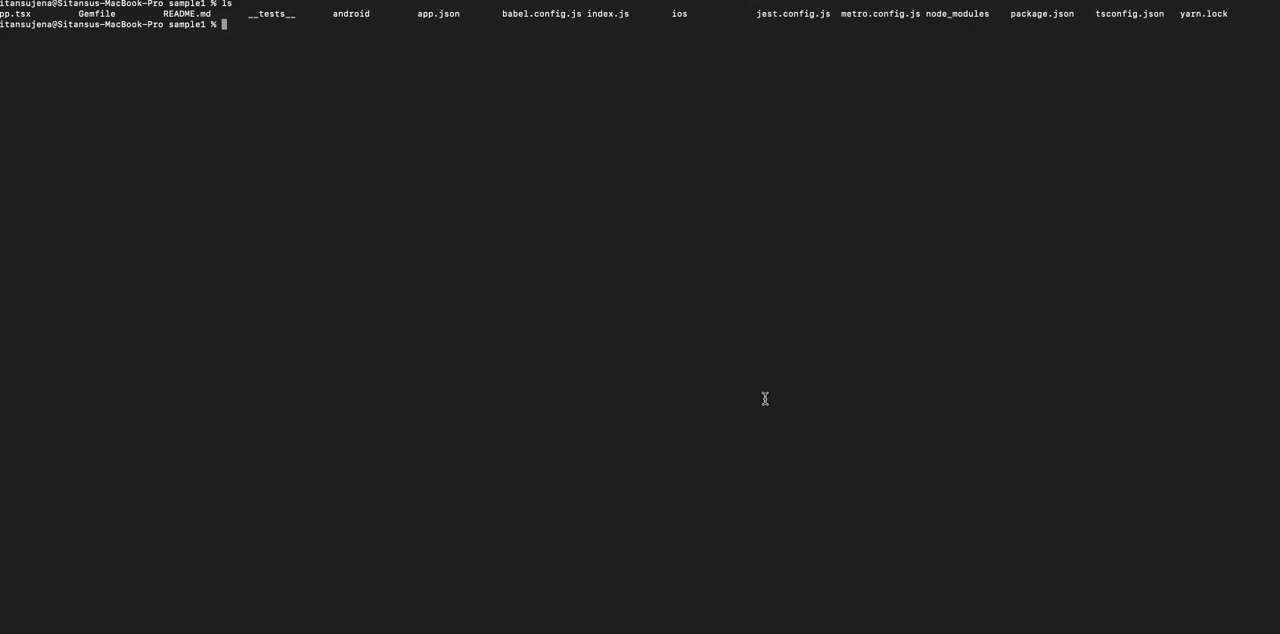 itansujena@Sitansus-MacBook-Pro sample1 % ls
pp.tsx Gemfile README.md __tests__ android app.json babel.config.js index.js ios jest.config.js metro.config.js node_modules package.json tsconfig.json yarn.lock
itansujena@Sitansus-MacBook-Pro sample1 %